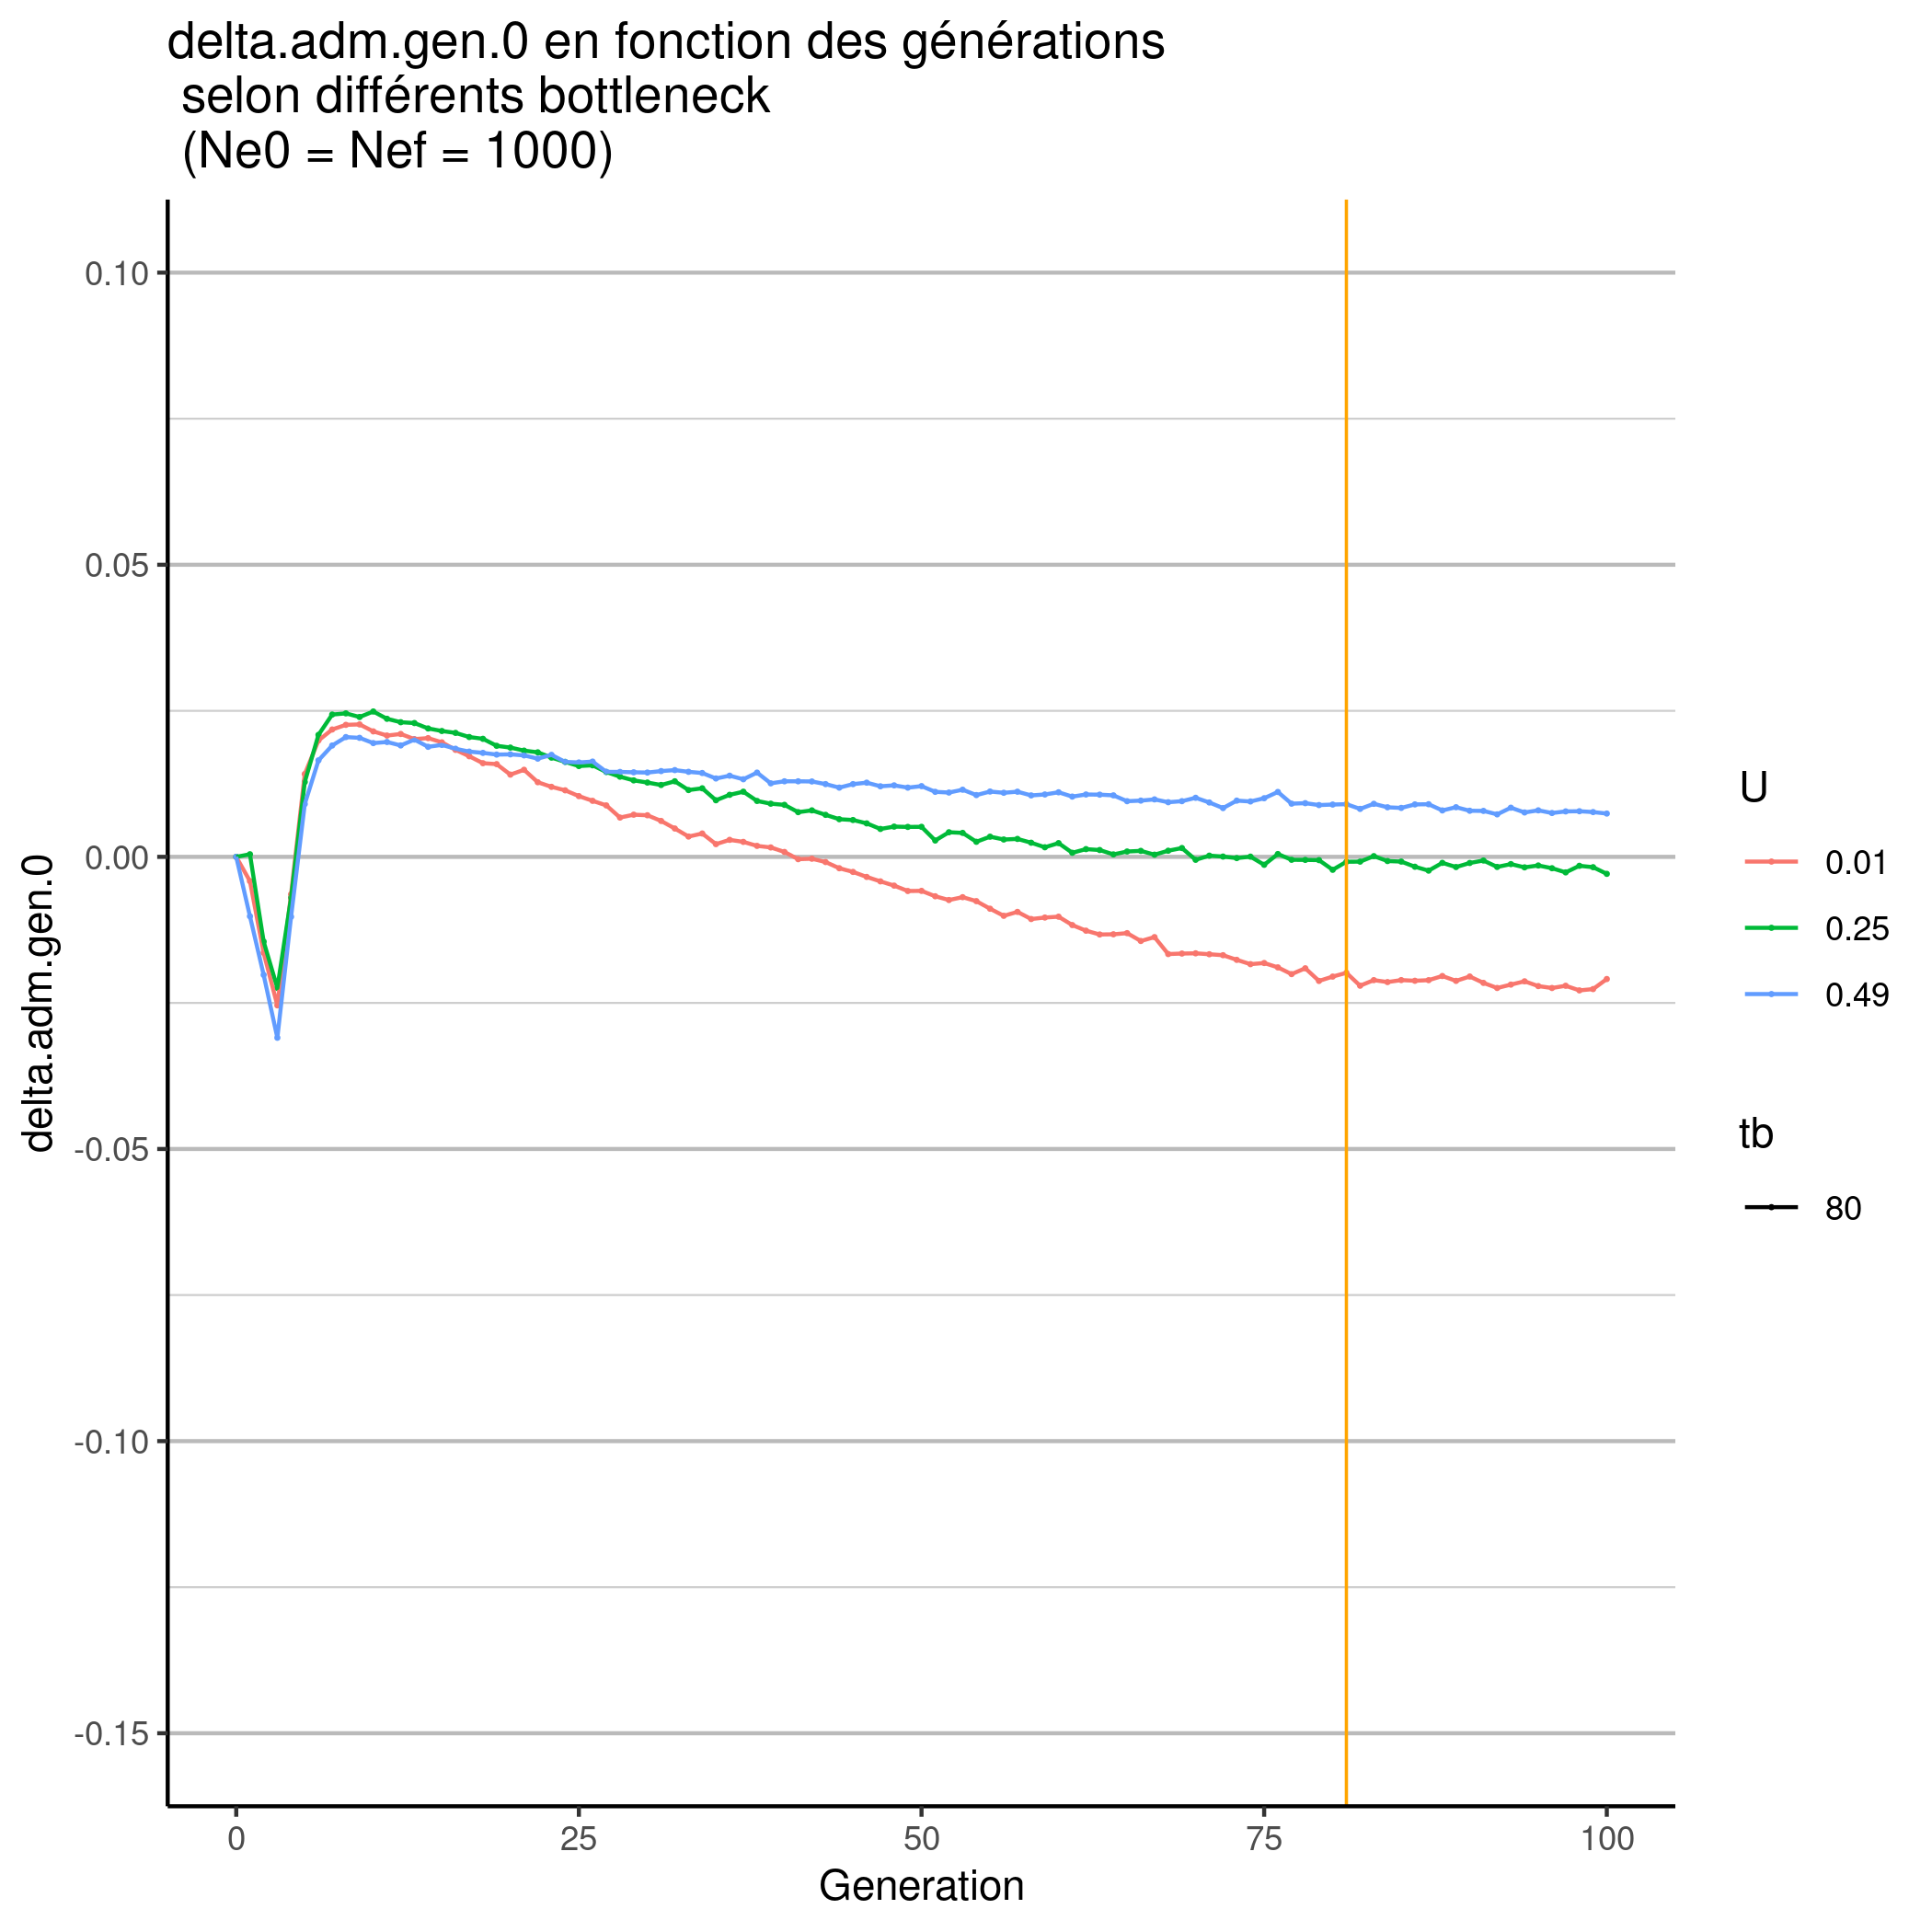 delta.adm.gen.0 en fonction des générations
selon différents bottleneck
(Ne0 = Nef = 1000)
0.10
0.05
0.00
-0.05
-0.10
-0.15
delta.adm.gen.0
0
25
50
75
100
Generation
U
0.01
0.25
0.49
tb
80